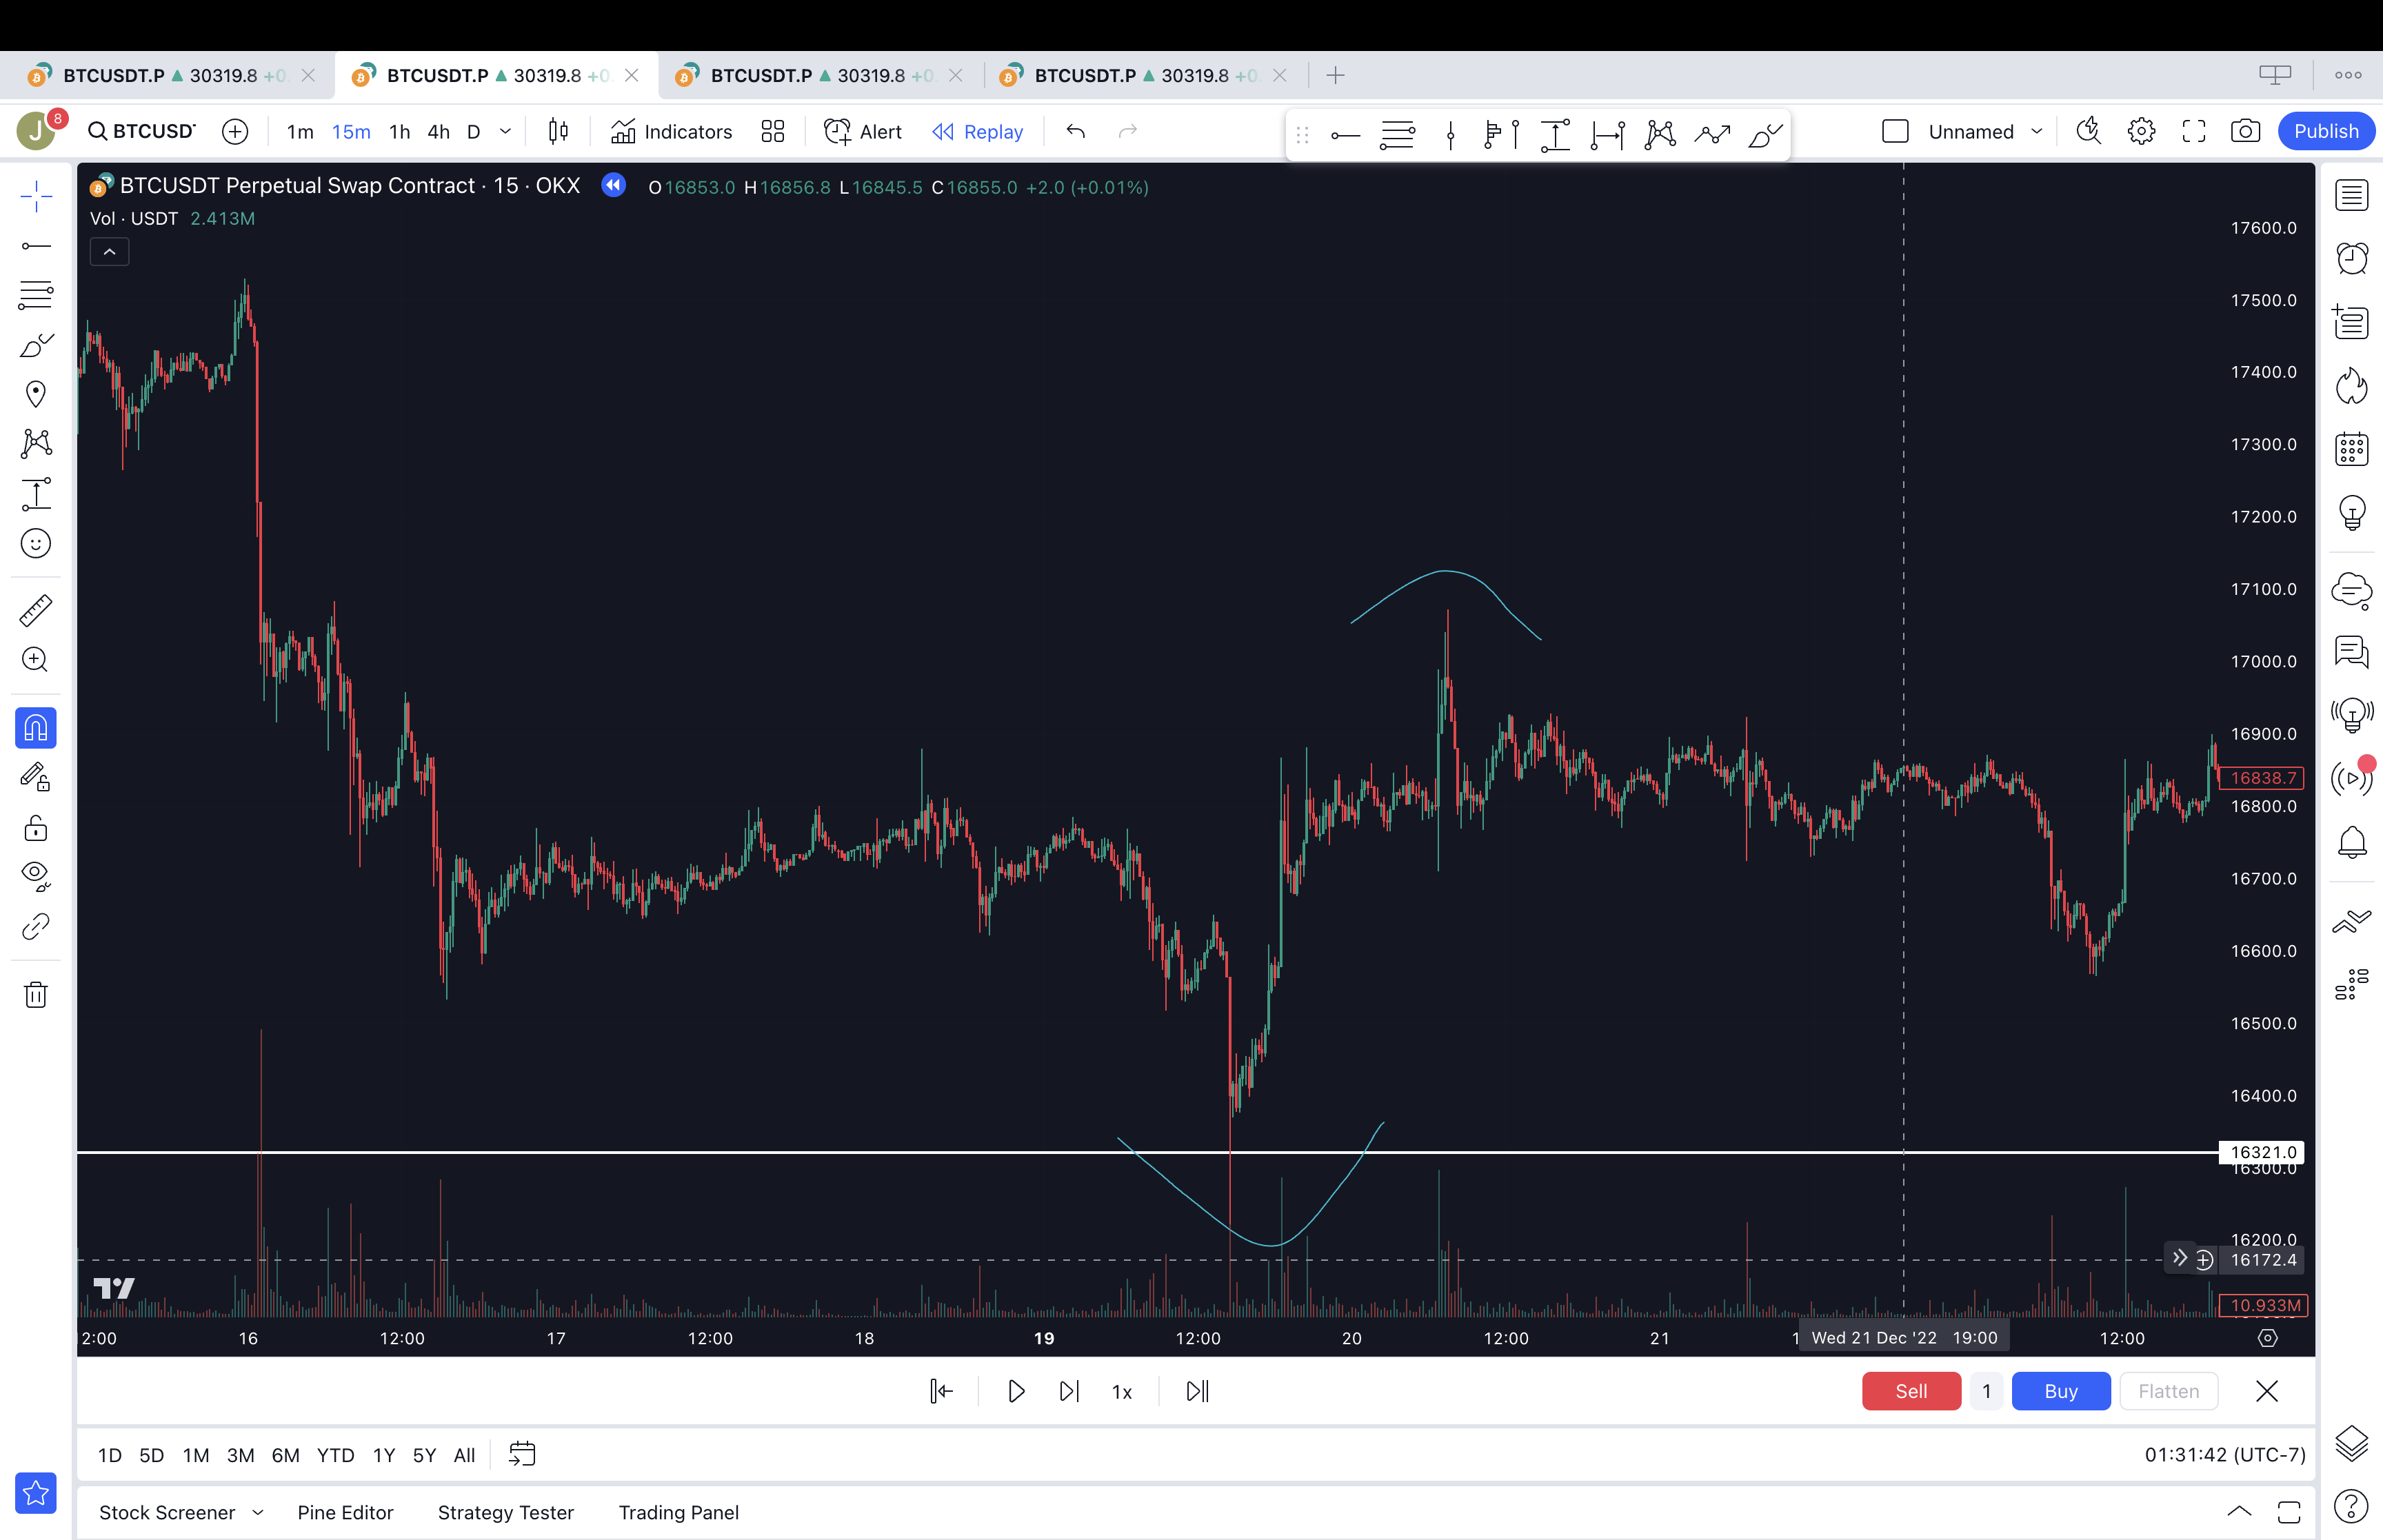 BTCUSDT.P 30319.8 +0. BTCUSDT.P 30319.8 +0. BTCUSDT.P 30319.8 +0. BTCUSDT.P 30319.8 +0.
J 8 BTCUSD 1m 15m 1h 4h D Indicators Alert Replay Unnamed Publish
BTCUSDT Perpetual Swap Contract · 15 · OKX O16853.0 H16856.8 L16845.5 C16855.0 +2.0 (+0.01%)
Vol · USDT 2.413M
17600.0
17500.0
17400.0
17300.0
17200.0
17100.0
17000.0
16900.0
16838.7
16800.0
16700.0
16600.0
16500.0
16400.0
16321.0
16300.0
16200.0
16172.4
10.933M
2:00 16 12:00 17 12:00 18 19 12:00 20 12:00 21 1 Wed 21 Dec '22 19:00 12:00
1x Sell 1 Buy Flatten
1D 5D 1M 3M 6M YTD 1Y 5Y All 01:31:42 (UTC-7)
Stock Screener Pine Editor Strategy Tester Trading Panel